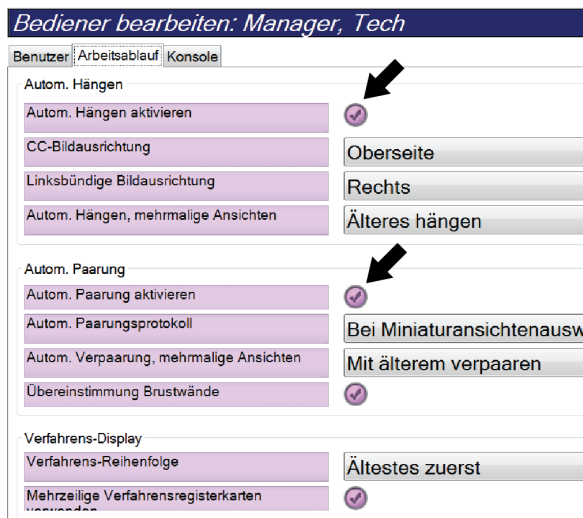 Bediener bearbeiten: Manager, Tech
Benutzer Arbeitsablauf Konsole
Autom. Hängen
Autom. Hängen aktivieren
CC-Bildausrichtung Oberseite
Linksbündige Bildausrichtung Rechts
Autom. Hängen, mehrmalige Ansichten Älteres hängen
Autom. Paarung
Autom. Paarung aktivieren
Autom. Paarungsprotokoll Bei Miniaturansichtenausw
Autom. Verpaarung, mehrmalige Ansichten Mit älterem verpaaren
Übereinstimmung Brustwände
Verfahrens-Display
Verfahrens-Reihenfolge Ältestes zuerst
Mehrzeilige Verfahrensregisterkarten
verwenden